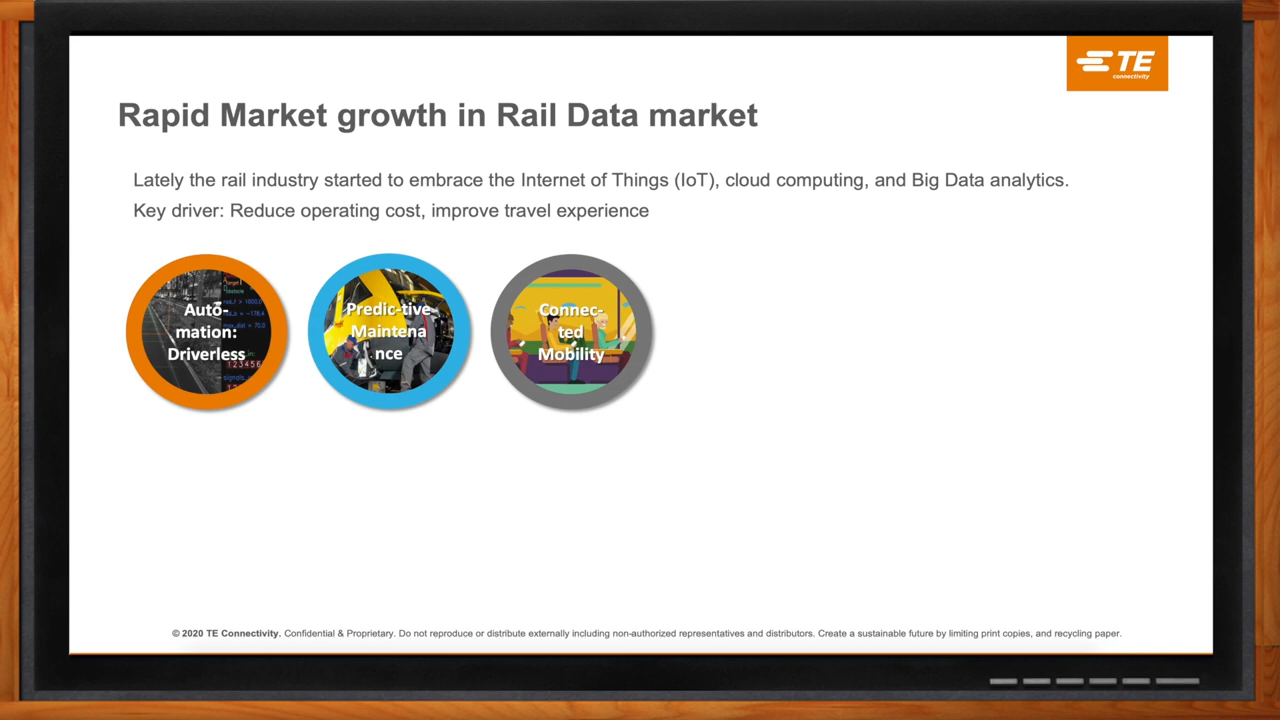 TE
connectivity
Rapid Market growth in Rail Data market
Lately the rail industry started to embrace the Internet of Things (IoT), cloud computing, and Big Data analytics.
Key driver: Reduce operating cost, improve travel experience
Auto-
mation:
Driverless
Predic-tive
Maintena
nce
Connec-
ted
Mobility
© 2020 TE Connectivity. Confidential & Proprietary. Do not reproduce or distribute externally including non-authorized representatives and distributors. Create a sustainable future by limiting print copies, and recycling paper.